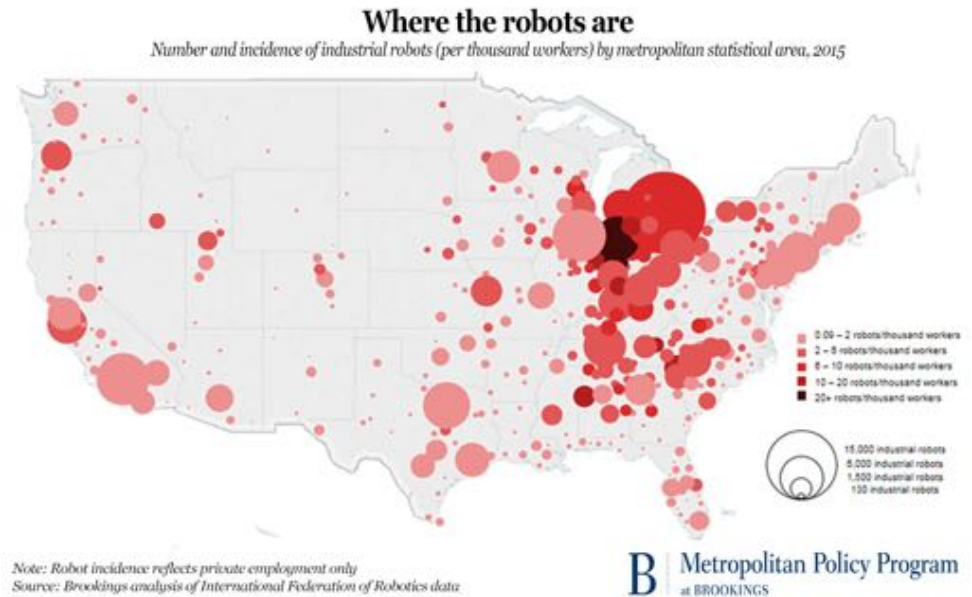 Where the robots are
Number and incidence of industrial robots (per thousand workers) by metropolitan statistical area, 2015
0.09 – 2 robots/thousand workers
2 – 6 robots/thousand workers
6 – 10 robots/thousand workers
10 – 20 robots/thousand workers
20+ robots/thousand workers
15,000 industrial robots
5,000 industrial robots
1,500 industrial robots
130 industrial robots
Note: Robot incidence reflects private employment only
Source: Brookings analysis of International Federation of Robotics data
B
Metropolitan Policy Program
at BROOKINGS